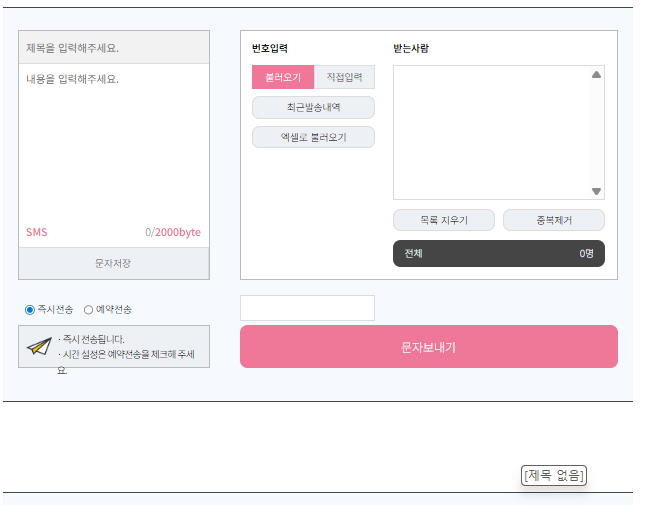 제목을 입력해주세요.
내용을 입력해주세요.
SMS 0/2000byte
문자저장
번호입력
불러오기 직접입력
최근발송내역
엑셀로 불러오기
받는사람
목록 지우기 중복제거
전체 0명
즉시전송 예약전송
· 즉시 전송됩니다.
· 시간 설정은 예약전송을 체크해 주세
요.
문자보내기
[제목 없음]